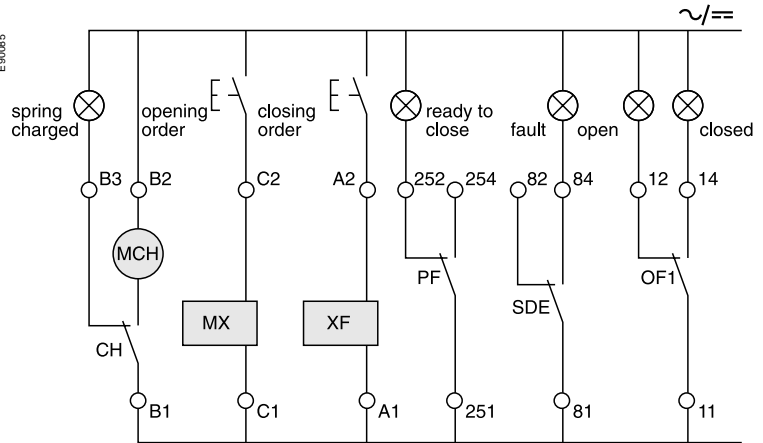 ∼/⎓
E90085
spring
charged
opening
order
closing
order
ready to
close
fault
open
closed
B3
B2
C2
A2
252
254
82
84
12
14
MCH
PF
OF1
SDE
MX
XF
CH
B1
C1
A1
251
81
11